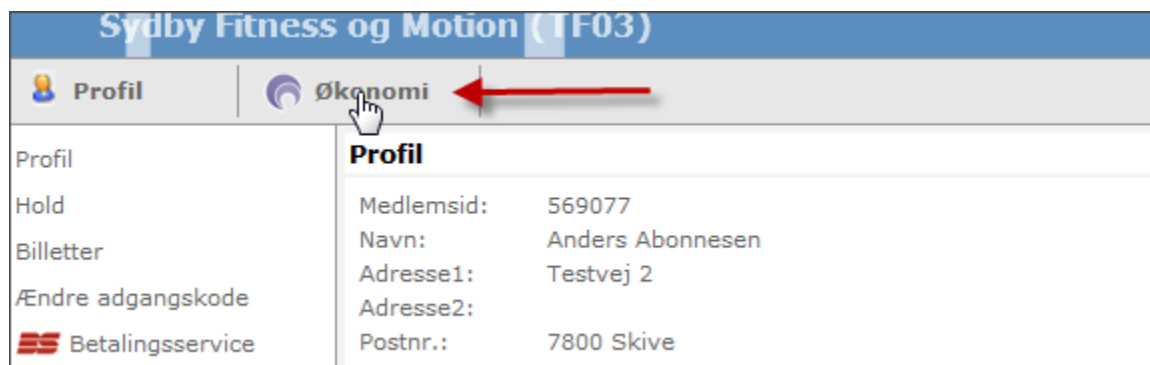 Sydby Fitness og Motion (TF03)
Profil Økonomi
Profil
Hold
Billetter
Ændre adgangskode
BS Betalingsservice
Profil
Medlemsid: 569077
Navn: Anders Abonnesen
Adresse1: Testvej 2
Adresse2:
Postnr.: 7800 Skive